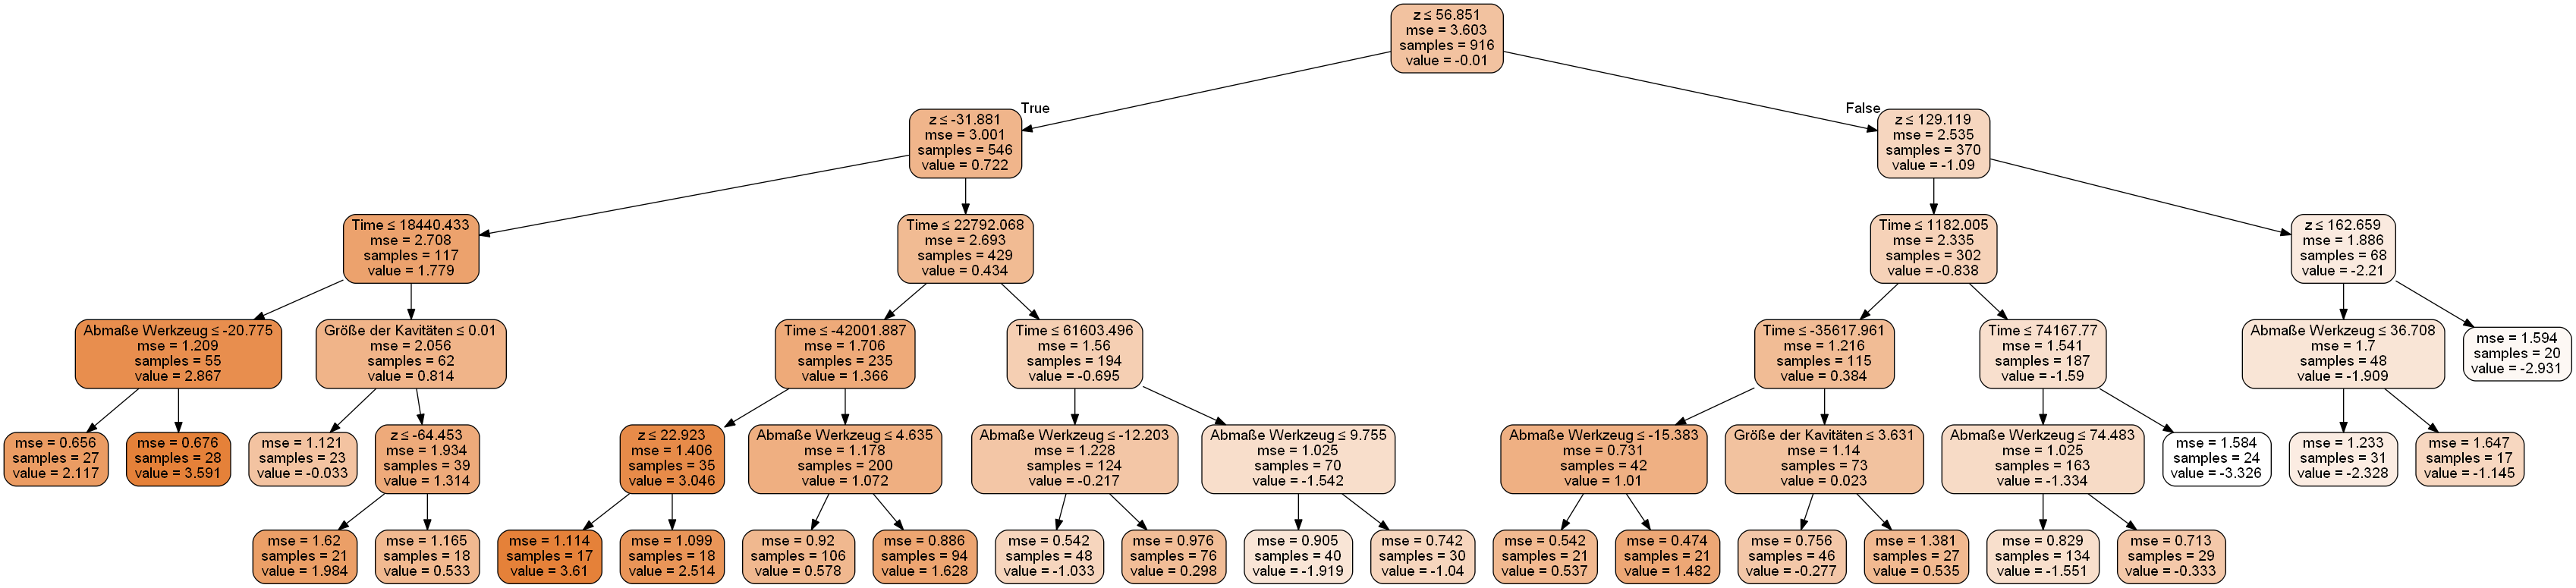 z ≤ 56.851
mse = 3.603
samples = 916
value = -0.01
True
False
z ≤ -31.881
mse = 3.001
samples = 546
value = 0.722
z ≤ 129.119
mse = 2.535
samples = 370
value = -1.09
Time ≤ 18440.433
mse = 2.708
samples = 117
value = 1.779
Time ≤ 22792.068
mse = 2.693
samples = 429
value = 0.434
Time ≤ 1182.005
mse = 2.335
samples = 302
value = -0.838
z ≤ 162.659
mse = 1.886
samples = 68
value = -2.21
Abmaße Werkzeug ≤ -20.775
mse = 1.209
samples = 55
value = 2.867
Größe der Kavitäten ≤ 0.01
mse = 2.056
samples = 62
value = 0.814
Time ≤ -42001.887
mse = 1.706
samples = 235
value = 1.366
Time ≤ 61603.496
mse = 1.56
samples = 194
value = -0.695
Time ≤ -35617.961
mse = 1.216
samples = 115
value = 0.384
Time ≤ 74167.77
mse = 1.541
samples = 187
value = -1.59
Abmaße Werkzeug ≤ 36.708
mse = 1.7
samples = 48
value = -1.909
mse = 1.594
samples = 20
value = -2.931
mse = 0.656
samples = 27
value = 2.117
mse = 0.676
samples = 28
value = 3.591
mse = 1.121
samples = 23
value = -0.033
z ≤ -64.453
mse = 1.934
samples = 39
value = 1.314
z ≤ 22.923
mse = 1.406
samples = 35
value = 3.046
Abmaße Werkzeug ≤ 4.635
mse = 1.178
samples = 200
value = 1.072
Abmaße Werkzeug ≤ -12.203
mse = 1.228
samples = 124
value = -0.217
Abmaße Werkzeug ≤ 9.755
mse = 1.025
samples = 70
value = -1.542
Abmaße Werkzeug ≤ -15.383
mse = 0.731
samples = 42
value = 1.01
Größe der Kavitäten ≤ 3.631
mse = 1.14
samples = 73
value = 0.023
Abmaße Werkzeug ≤ 74.483
mse = 1.025
samples = 163
value = -1.334
mse = 1.584
samples = 24
value = -3.326
mse = 1.233
samples = 31
value = -2.328
mse = 1.647
samples = 17
value = -1.145
mse = 1.62
samples = 21
value = 1.984
mse = 1.165
samples = 18
value = 0.533
mse = 1.114
samples = 17
value = 3.61
mse = 1.099
samples = 18
value = 2.514
mse = 0.92
samples = 106
value = 0.578
mse = 0.886
samples = 94
value = 1.628
mse = 0.542
samples = 48
value = -1.033
mse = 0.976
samples = 76
value = 0.298
mse = 0.905
samples = 40
value = -1.919
mse = 0.742
samples = 30
value = -1.04
mse = 0.542
samples = 21
value = 0.537
mse = 0.474
samples = 21
value = 1.482
mse = 0.756
samples = 46
value = -0.277
mse = 1.381
samples = 27
value = 0.535
mse = 0.829
samples = 134
value = -1.551
mse = 0.713
samples = 29
value = -0.333